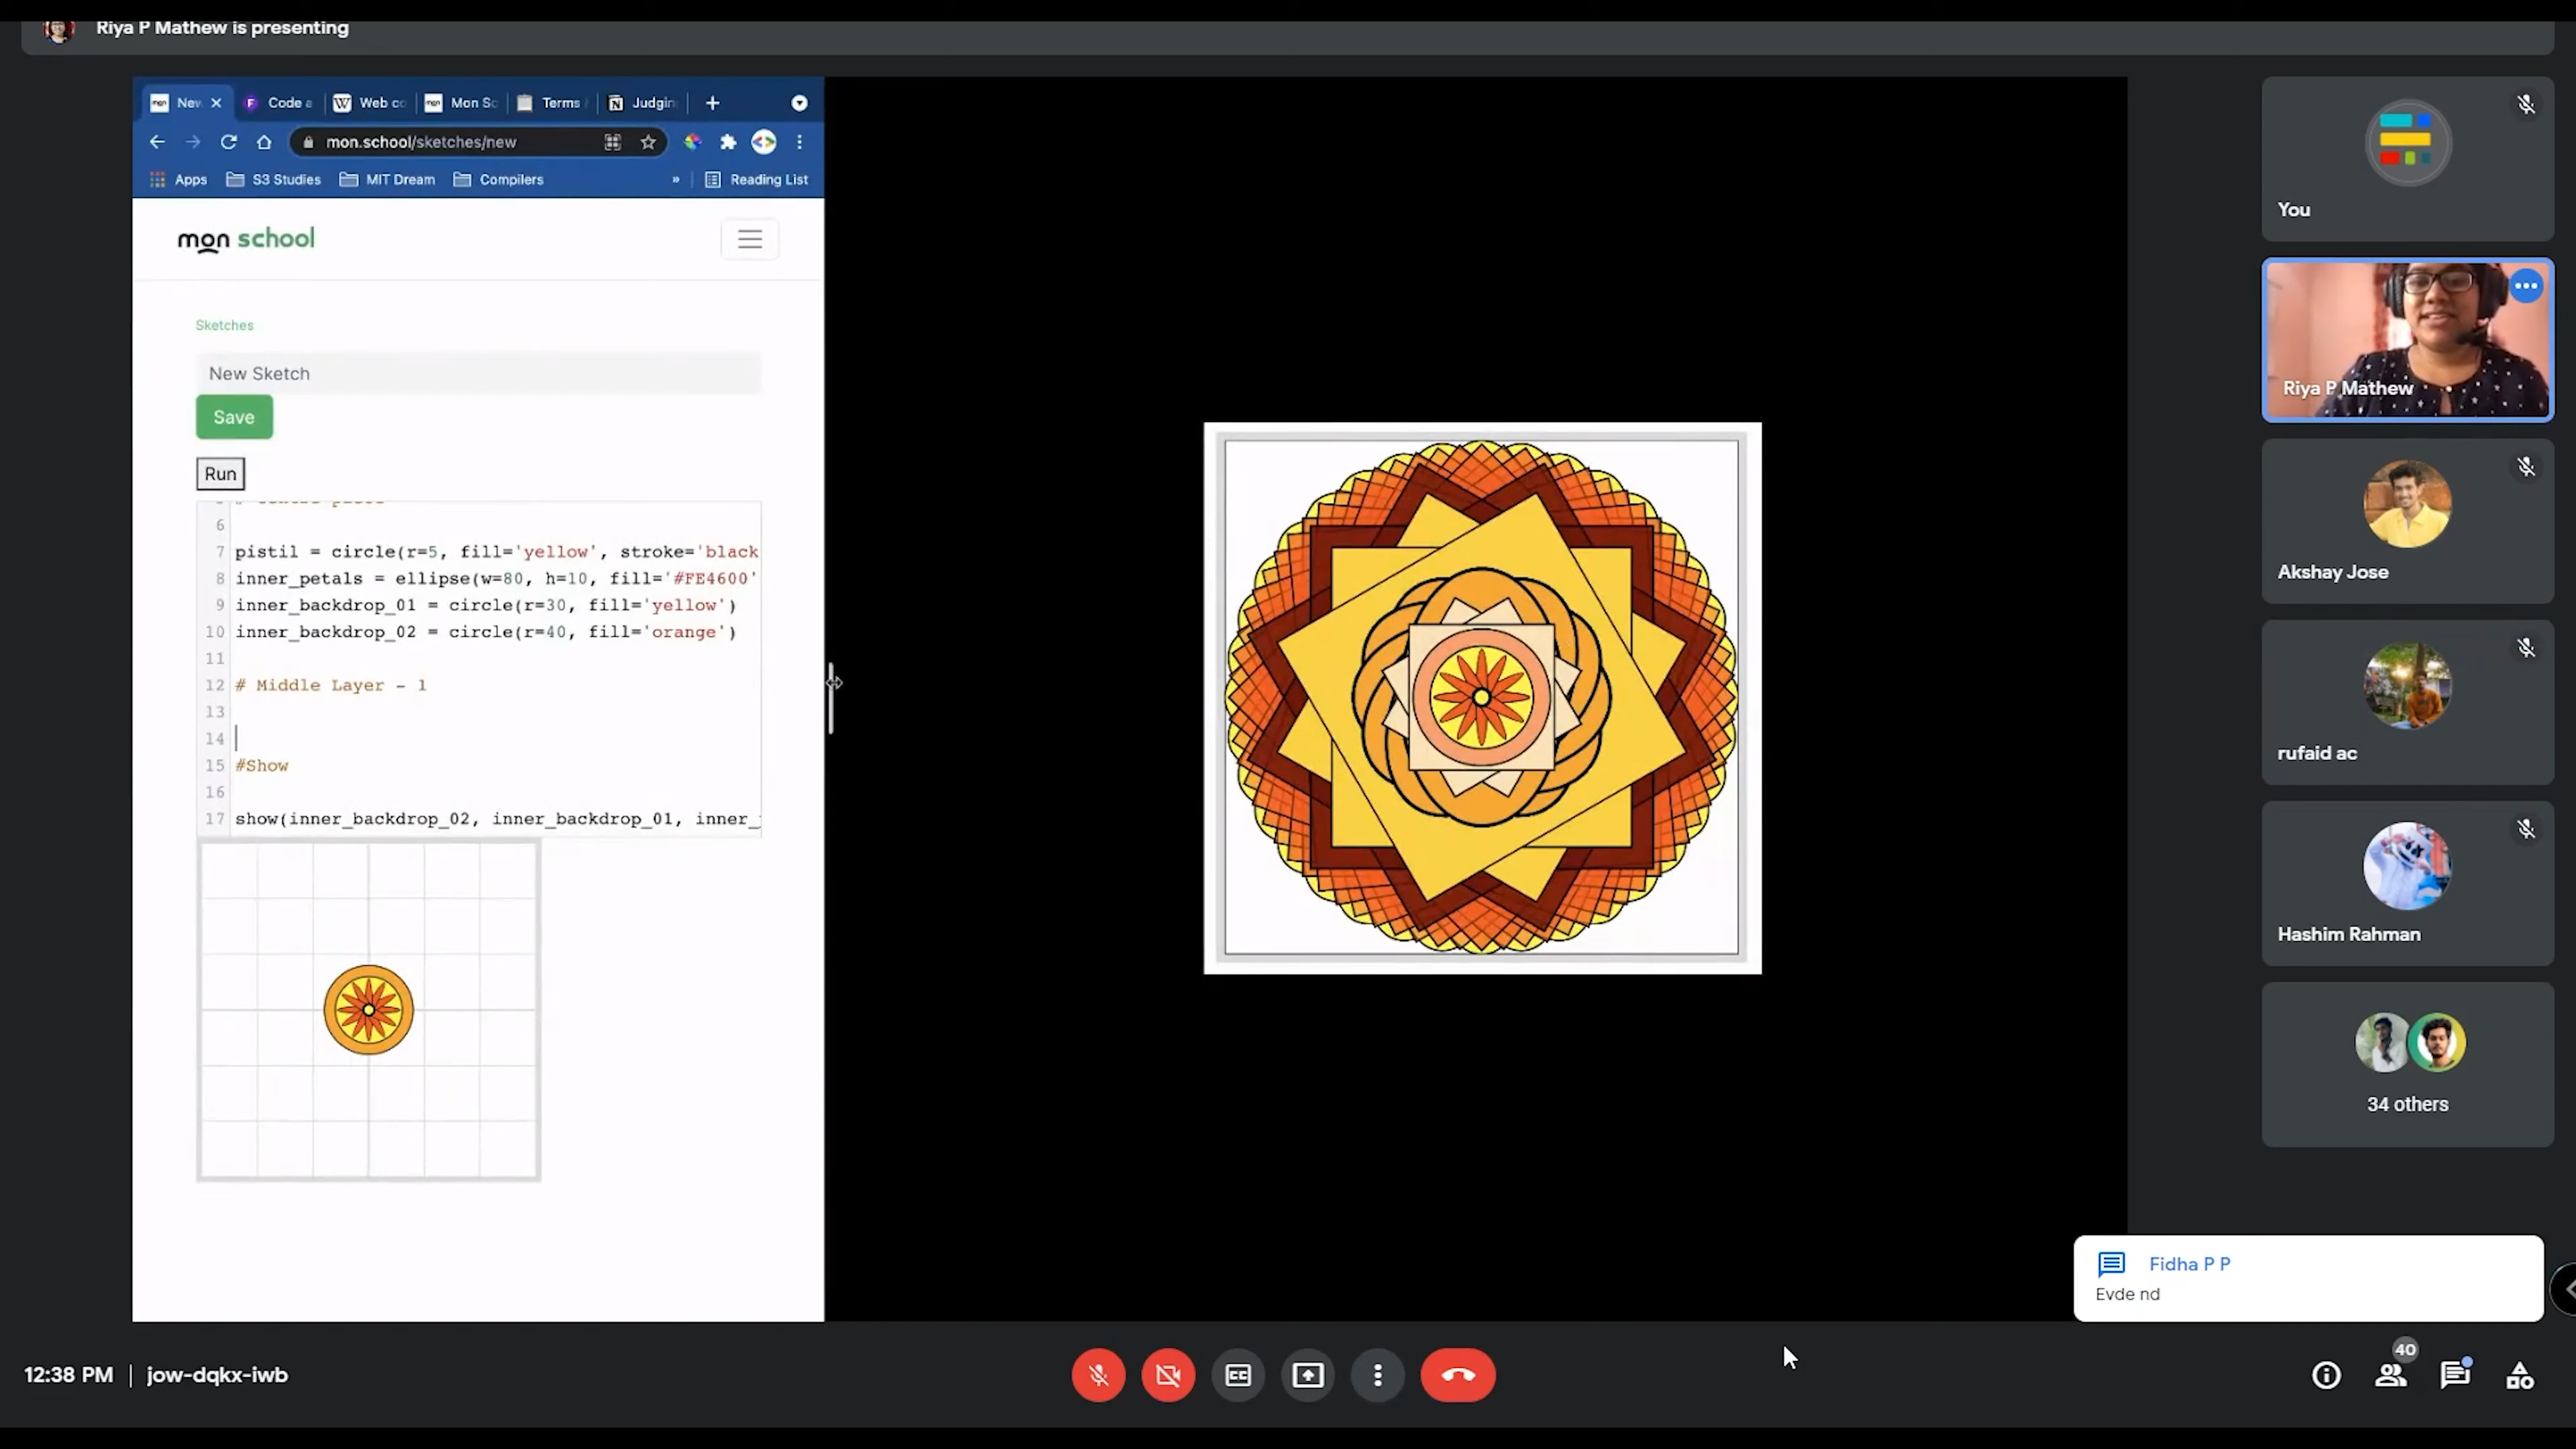 Riya P Mathew is presenting
New
Code a
Web co
Mon Sc
Terms
Judgin
mon.school/sketches/new
Apps
S3 Studies
MIT Dream
Compilers
»
Reading List
mon school
Sketches
New Sketch
Save
Run
6
7 pistil = circle(r=5, fill='yellow', stroke='black
8 inner_petals = ellipse(w=80, h=10, fill='#FE4600'
9 inner_backdrop_01 = circle(r=30, fill='yellow')
10 inner_backdrop_02 = circle(r=40, fill='orange')
11
12 # Middle Layer - 1
13
14
15 #Show
16
17 show(inner_backdrop_02, inner_backdrop_01, inner_
You
Riya P Mathew
Akshay Jose
rufaid ac
Hashim Rahman
34 others
Fidha P P
Evde nd
12:38 PM | jow-dqkx-iwb
40